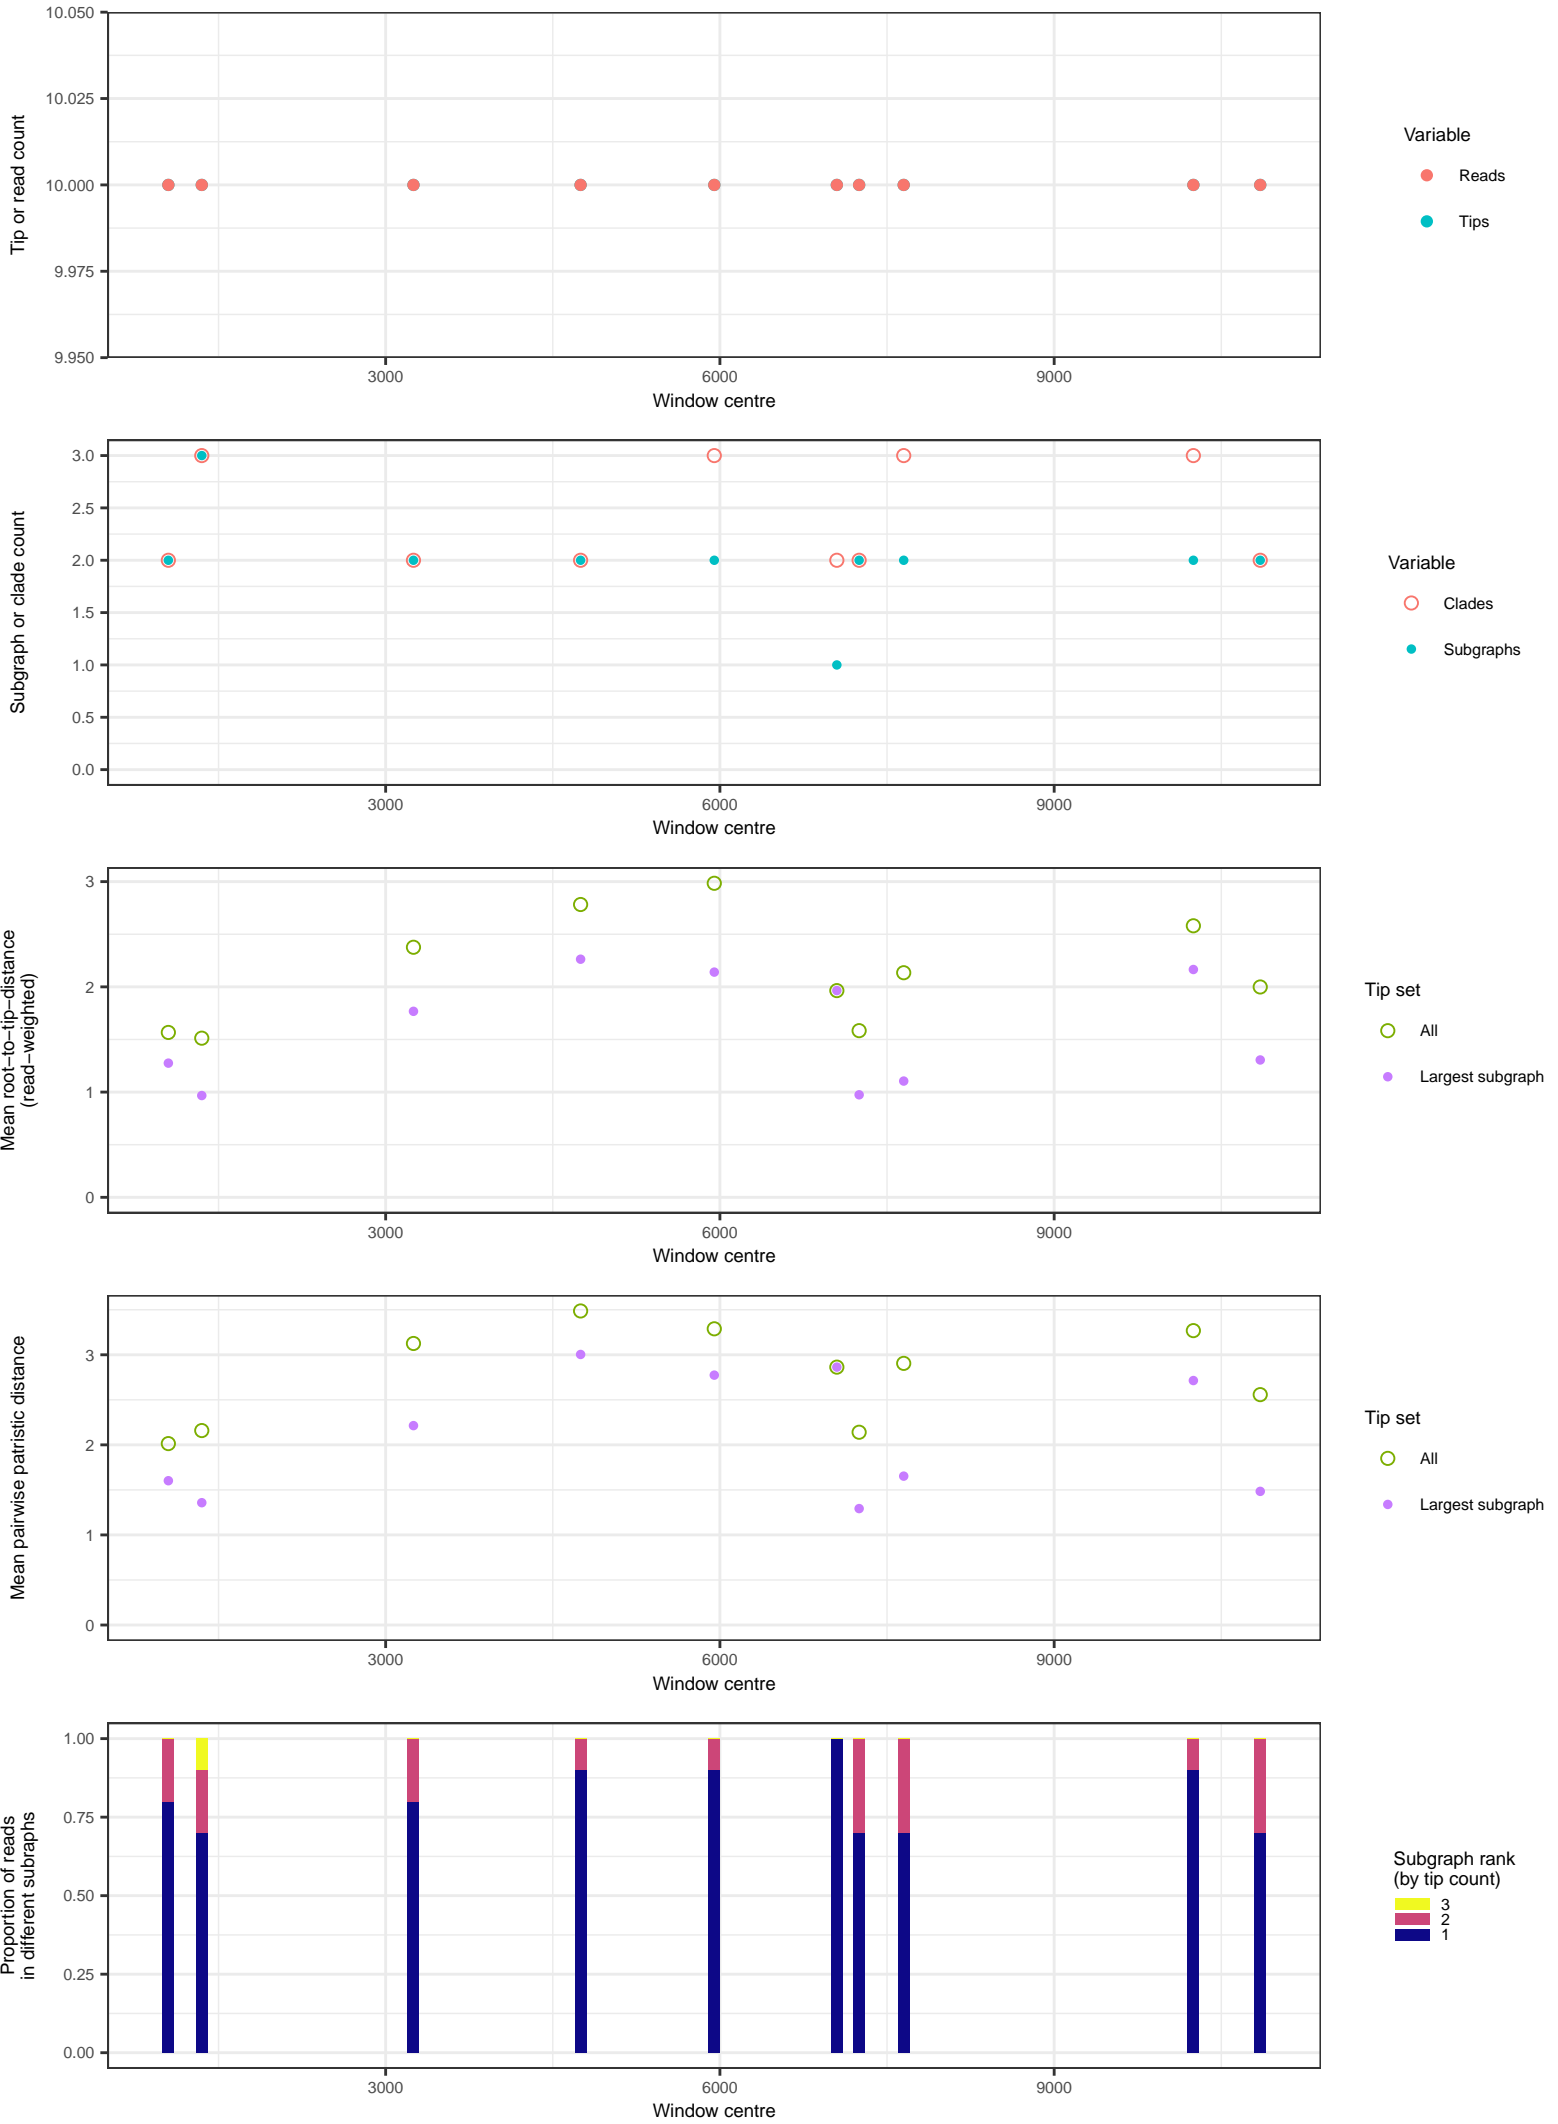 10.050
10.025
10.000
9.975
9.950
Tip or read count
3000 6000 9000
Window centre
Variable
Reads
Tips
3.0
2.5
2.0
1.5
1.0
0.5
0.0
Subgraph or clade count
3000 6000 9000
Window centre
Variable
Clades
Subgraphs
3
2
1
0
Mean root−to−tip−distance
(read−weighted)
3000 6000 9000
Window centre
Tip set
All
Largest subgraph
3
2
1
0
Mean pairwise patristic distance
3000 6000 9000
Window centre
Tip set
All
Largest subgraph
1.00
0.75
0.50
0.25
0.00
Proportion of reads
in different subraphs
3000 6000 9000
Window centre
Subgraph rank
(by tip count)
3
2
1